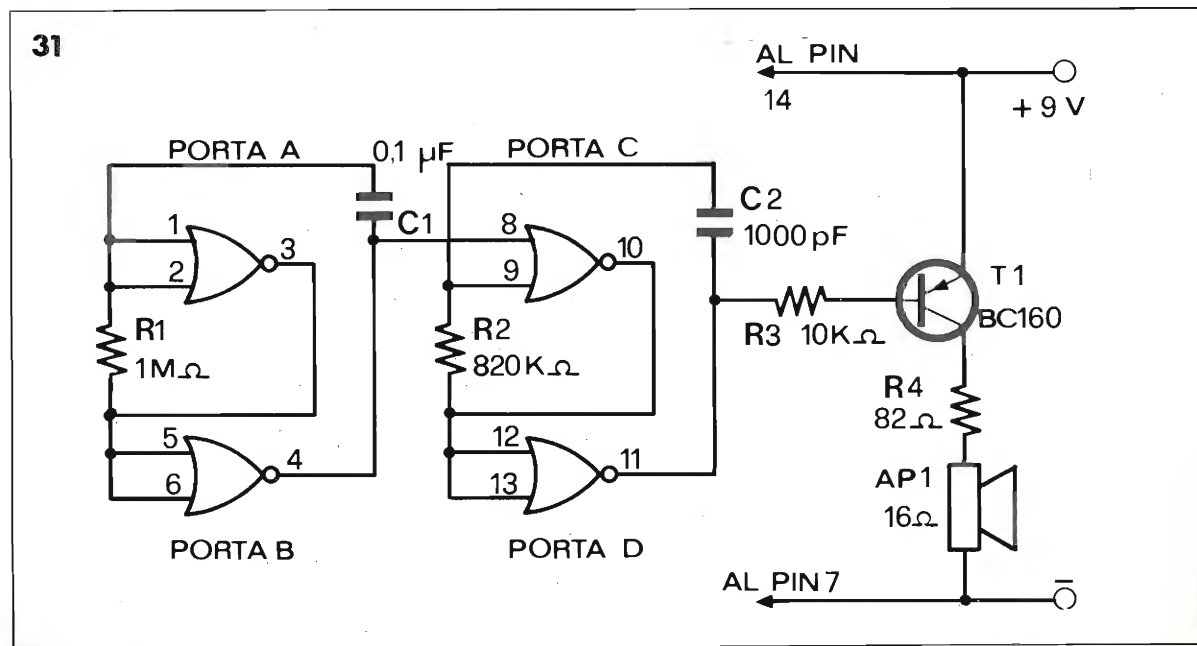 31
AL PIN
14
+ 9 V
PORTA A
0,1 µF
C1
1
2
3
R1
1MΩ
5
6
4
PORTA B
PORTA C
C2
1000 pF
8
9
10
R2
820KΩ
12
13
11
PORTA D
R3 10KΩ
T1
BC160
R4
82Ω
AP1
16Ω
AL PIN 7
−